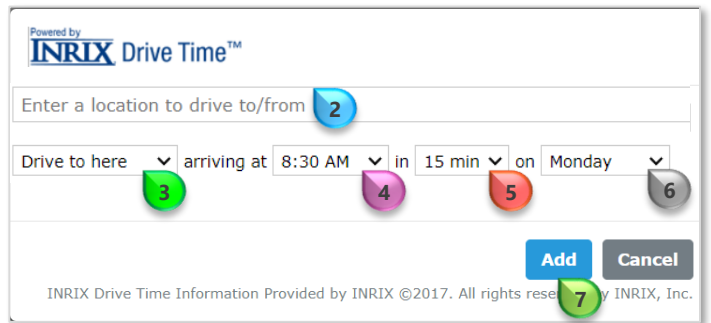 Powered by
INRIX Drive Time™
Enter a location to drive to/from 2
Drive to here arriving at 8:30 AM in 15 min on Monday
3 4 5 6
Add Cancel
INRIX Drive Time Information Provided by INRIX ©2017. All rights rese y INRIX, Inc.
7